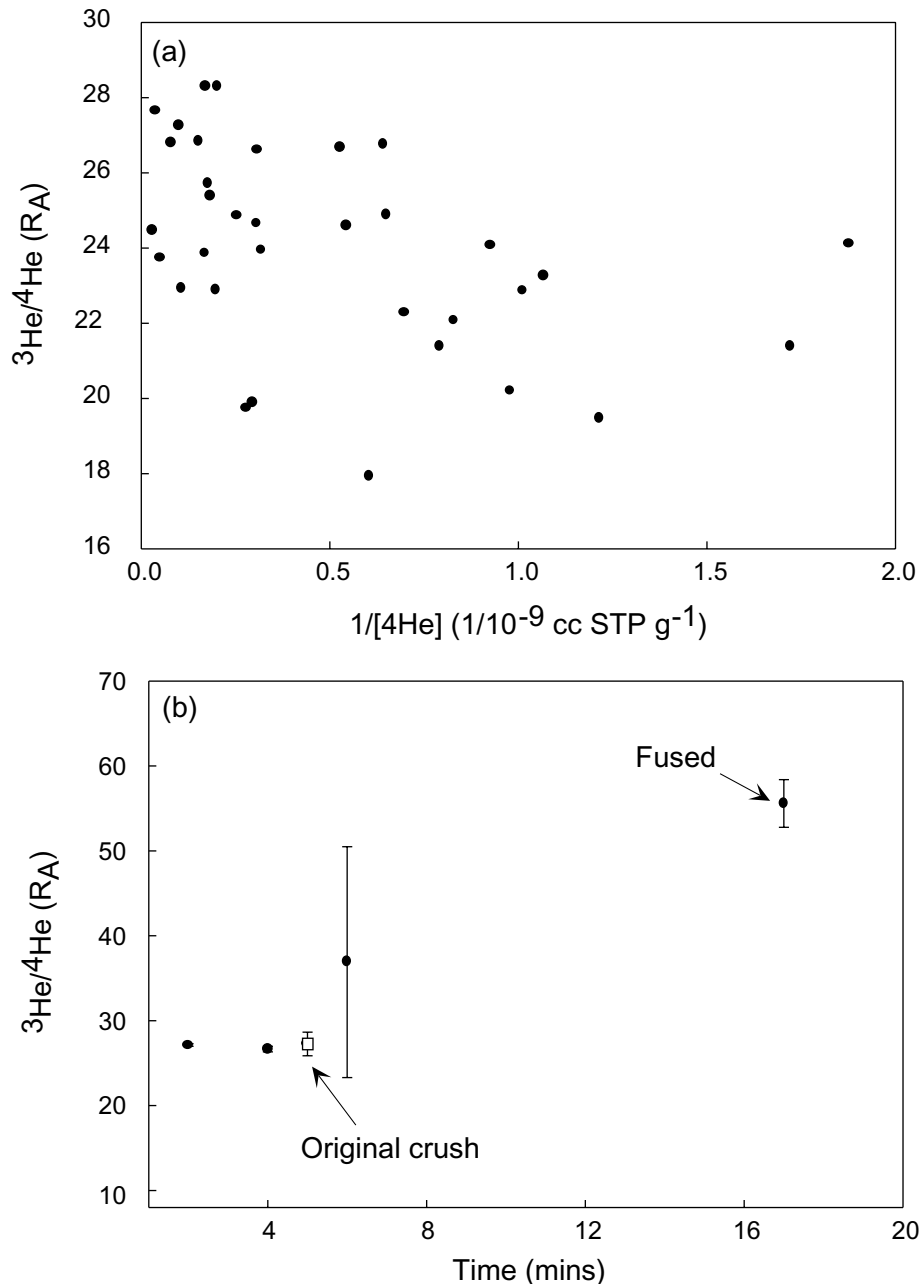 (a)
30
28
26
24
22
20
18
16
³He/⁴He (R_A)
0.0 0.5 1.0 1.5 2.0
1/[4He] (1/10⁻⁹ cc STP g⁻¹)
(b)
70
60
50
40
30
20
10
³He/⁴He (R_A)
Fused
Original crush
4 8 12 16 20
Time (mins)